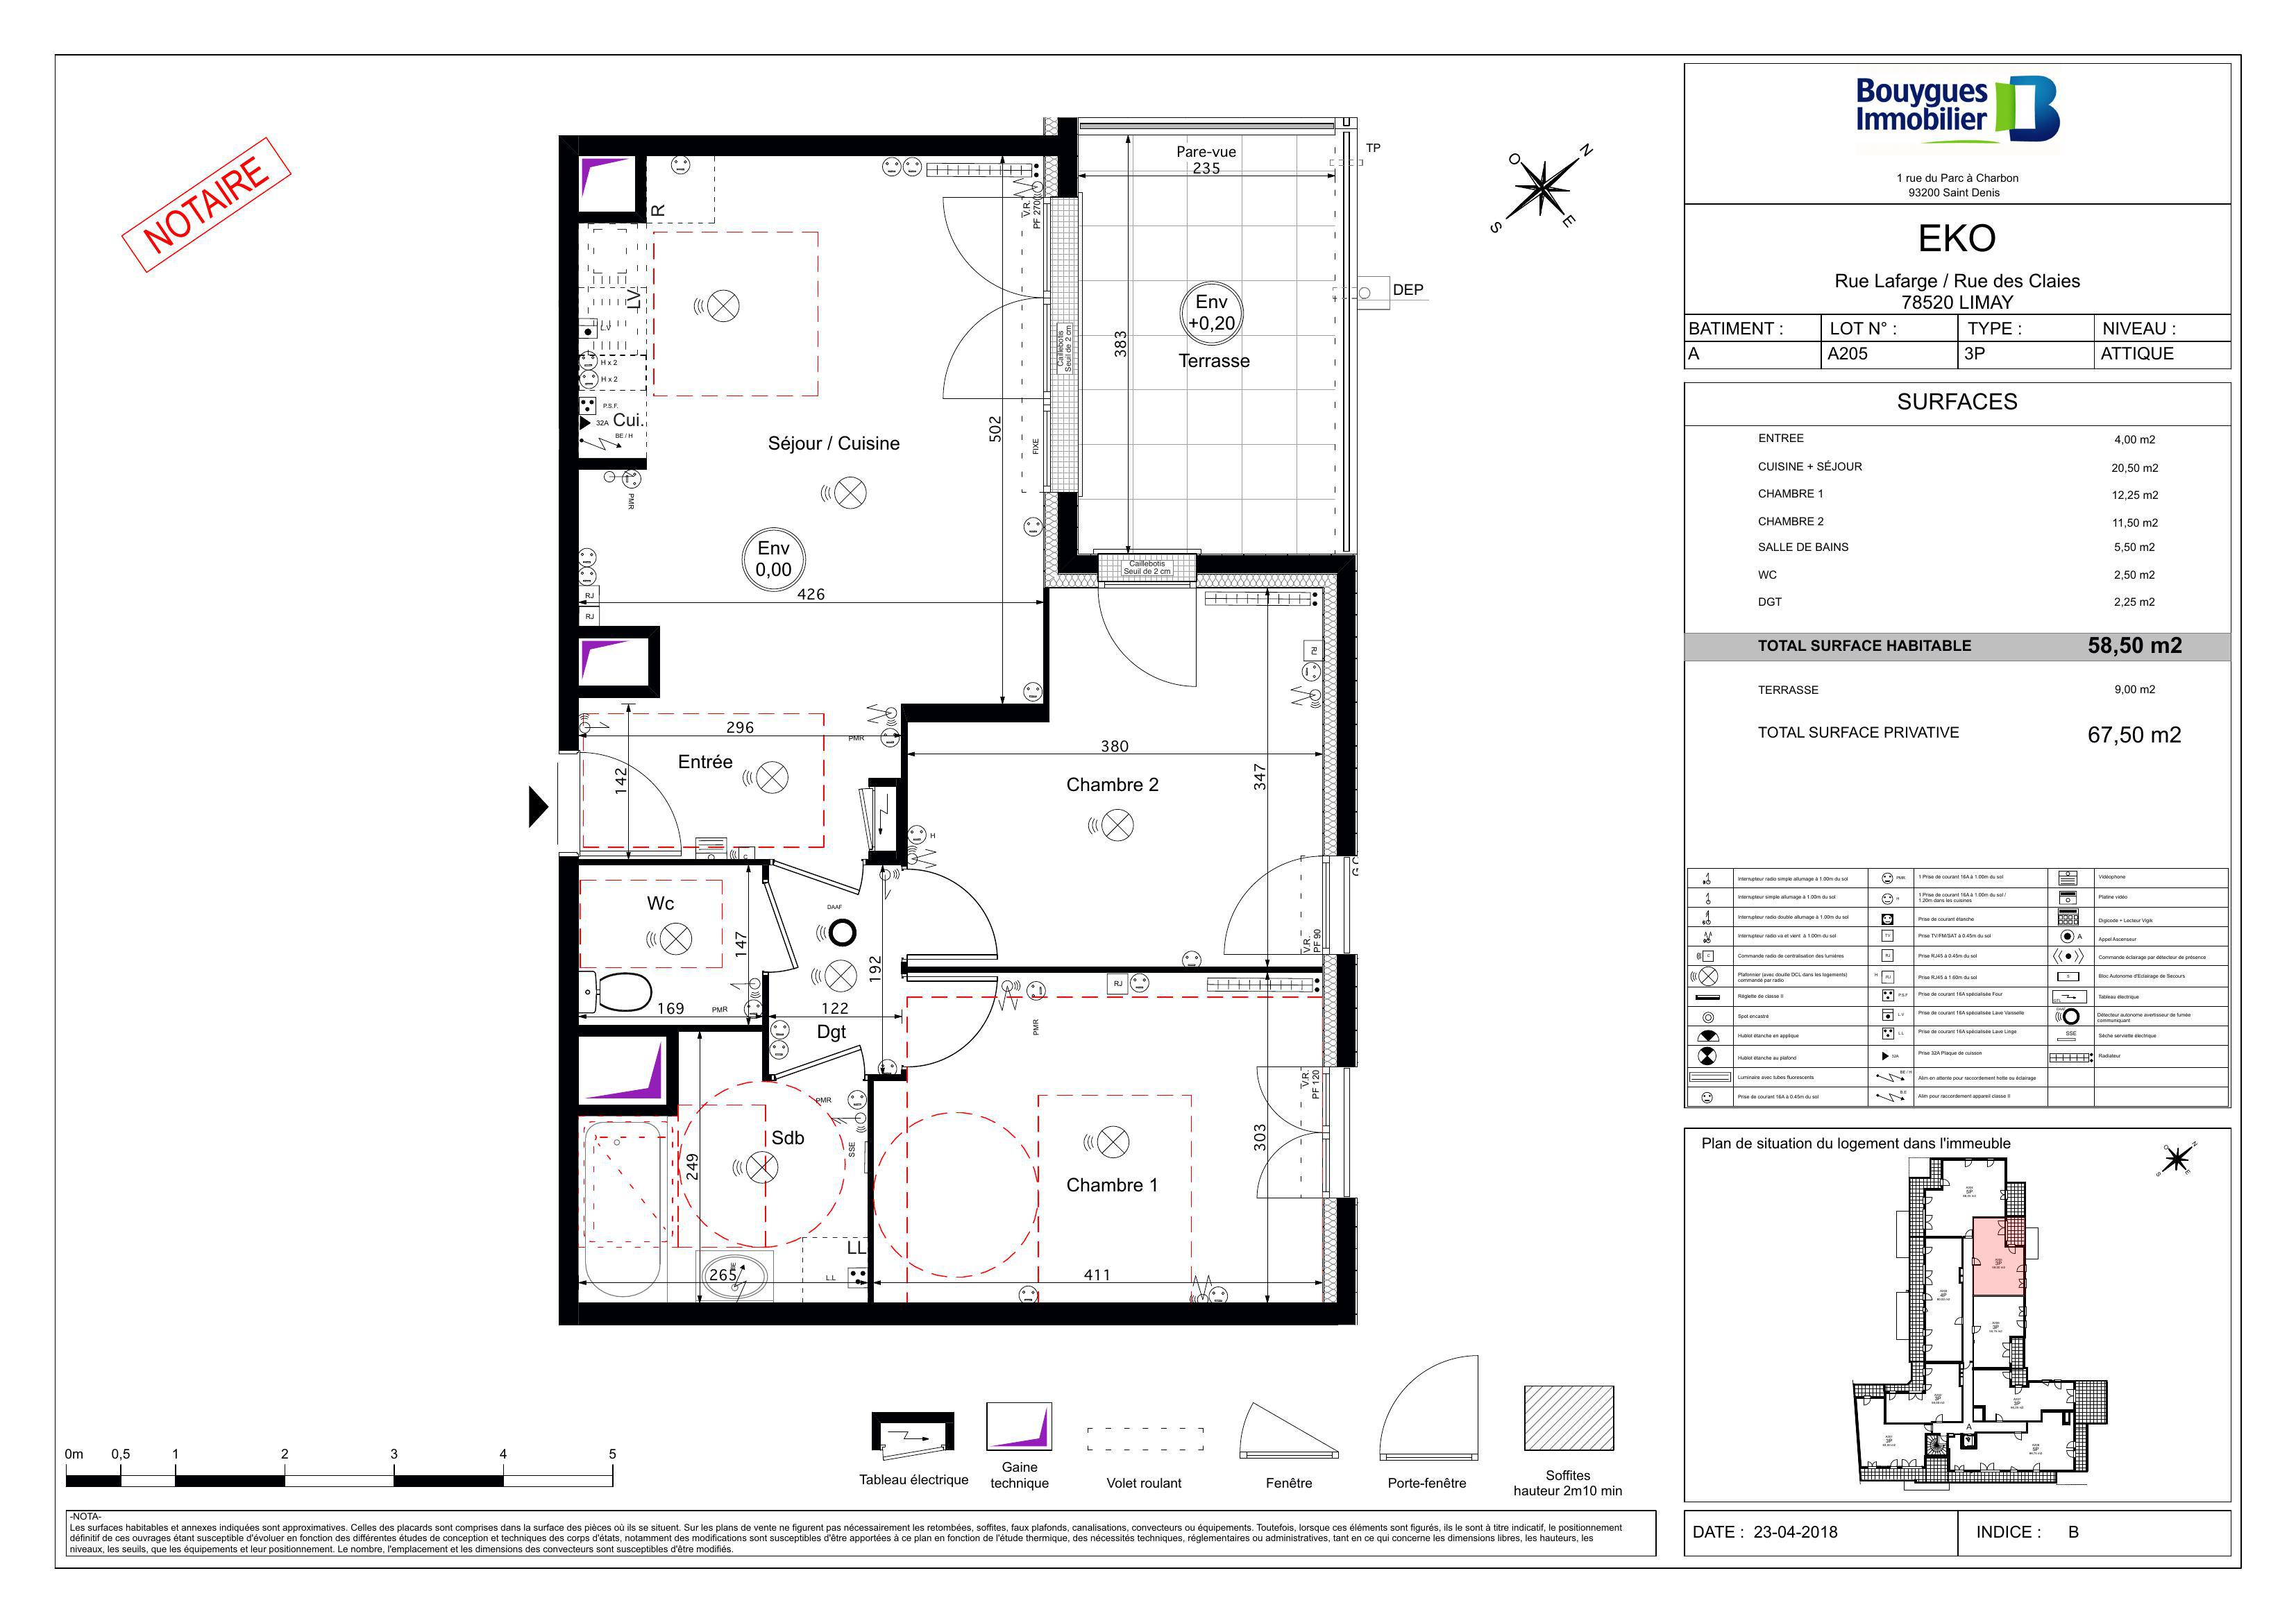 NOTAIRE
Pare-vue
235
TP
DEP
N
O
E
S
R
LV
L.V
H x 2
H x 2
P.S.F.
32A
Cui.
BE / H
PMR
Séjour / Cuisine
Env
0,00
426
502
V.R.
PF 270
FIXE
Caillebotis
Seuil de 2 cm
383
Env
+0,20
Terrasse
Caillebotis
Seuil de 2 cm
RJ
RJ
RJ
296
PMR
Entrée
142
380
347
Chambre 2
H
V.R.
PF 90
Wc
147
169
PMR
DAAF
192
122
Dgt
RJ
PMR
V.R.
PF 120
303
Chambre 1
411
PMR
Sdb
SSE
249
265
LL
L.L
0m 0,5 1 2 3 4 5
Tableau électrique
Gaine
technique
Volet roulant
Fenêtre
Porte-fenêtre
Soffites
hauteur 2m10 min
-NOTA-
Les surfaces habitables et annexes indiquées sont approximatives. Celles des placards sont comprises dans la surface des pièces où ils se situent. Sur les plans de vente ne figurent pas nécessairement les retombées, soffites, faux plafonds, canalisations, convecteurs ou équipements. Toutefois, lorsque ces éléments sont figurés, ils le sont à titre indicatif, le positionnement
définitif de ces ouvrages étant susceptible d'évoluer en fonction des différentes études de conception et techniques des corps d'états, notamment des modifications sont susceptibles d'être apportées à ce plan en fonction de l'étude thermique, des nécessités techniques, réglementaires ou administratives, tant en ce qui concerne les dimensions libres, les hauteurs, les
niveaux, les seuils, que les équipements et leur positionnement. Le nombre, l'emplacement et les dimensions des convecteurs sont susceptibles d'être modifiés.
Bouygues
Immobilier
1 rue du Parc à Charbon
93200 Saint Denis
EKO
Rue Lafarge / Rue des Claies
78520 LIMAY
BATIMENT : LOT N° : TYPE : NIVEAU :
A A205 3P ATTIQUE
SURFACES
ENTREE 4,00 m2
CUISINE + SÉJOUR 20,50 m2
CHAMBRE 1 12,25 m2
CHAMBRE 2 11,50 m2
SALLE DE BAINS 5,50 m2
WC 2,50 m2
DGT 2,25 m2
TOTAL SURFACE HABITABLE 58,50 m2
TERRASSE 9,00 m2
TOTAL SURFACE PRIVATIVE 67,50 m2
Interrupteur radio simple allumage à 1.00m du sol PMR 1 Prise de courant 16A à 1.00m du sol Vidéophone
Interrupteur simple allumage à 1.00m du sol H 1 Prise de courant 16A à 1.00m du sol /
1.20m dans les cuisines Platine vidéo
Interrupteur radio double allumage à 1.00m du sol Prise de courant étanche Digicode + Lecteur Vigik
Interrupteur radio va et vient à 1.00m du sol TV Prise TV/FM/SAT à 0.45m du sol A Appel Ascenseur
Commande radio de centralisation des lumières RJ Prise RJ45 à 0.45m du sol Commande éclairage par détecteur de présence
Plafonnier (avec douille DCL dans les logements)
commandé par radio H RJ Prise RJ45 à 1.60m du sol Bloc Autonome d'Eclairage de Secours
Réglette de classe II P.S.F Prise de courant 16A spécialisée Four Tableau électrique
Spot encastré L.V Prise de courant 16A spécialisée Lave Vaisselle Détecteur autonome avertisseur de fumée
communiquant
Hublot étanche en applique L.L Prise de courant 16A spécialisée Lave Linge SSE Sèche serviette électrique
Hublot étanche au plafond 32A Prise 32A Plaque de cuisson Radiateur
Luminaire avec tubes fluorescents BE / H Alim en attente pour raccordement hotte ou éclairage
Prise de courant 16A à 0.45m du sol Alim pour raccordement appareil classe II
Plan de situation du logement dans l'immeuble
N
O
E
S
5P
3P
4P
3P
3P
3P
A
3P
5P
DATE : 23-04-2018 INDICE : B